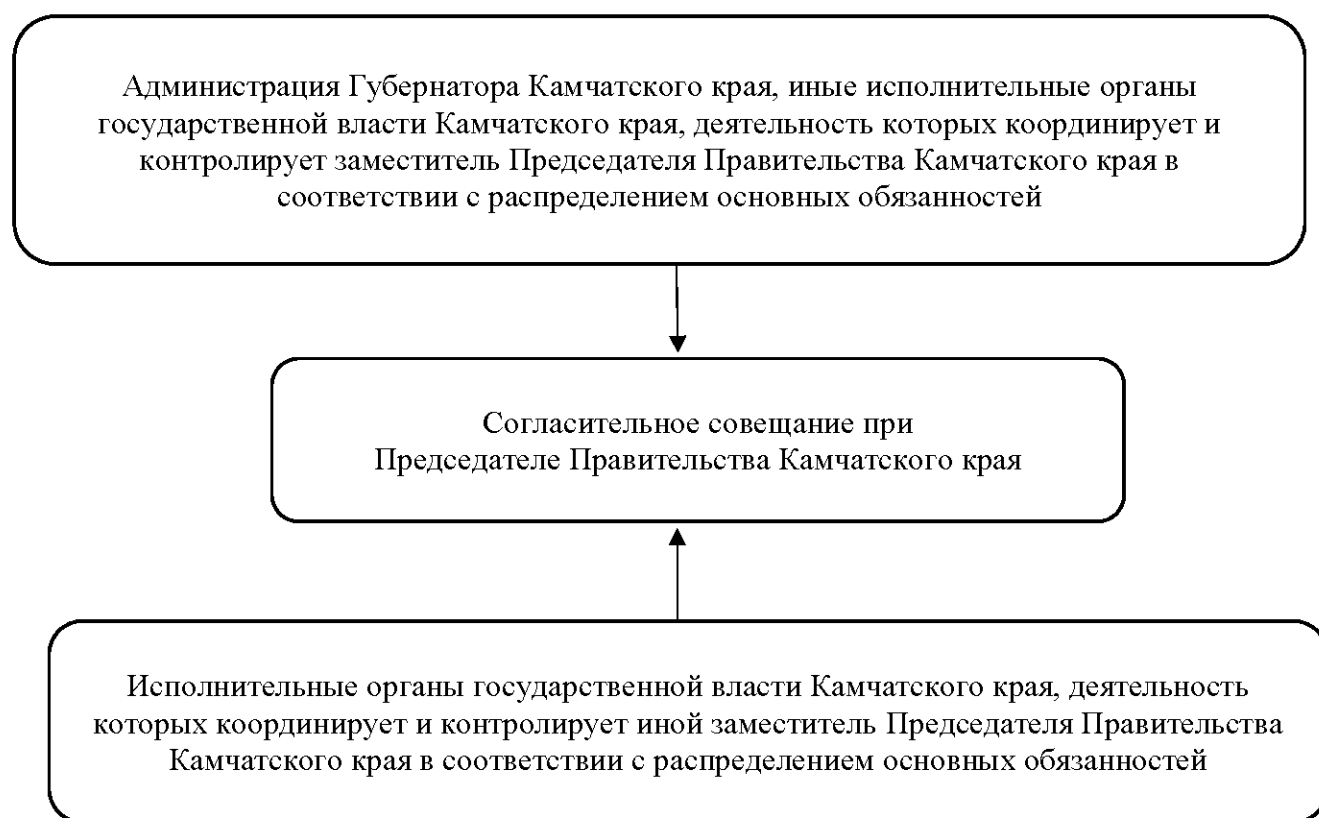 Администрация Губернатора Камчатского края, иные исполнительные органы
государственной власти Камчатского края, деятельность которых координирует и
контролирует заместитель Председателя Правительства Камчатского края в
соответствии с распределением основных обязанностей
Согласительное совещание при
Председателе Правительства Камчатского края
Исполнительные органы государственной власти Камчатского края, деятельность
которых координирует и контролирует иной заместитель Председателя Правительства
Камчатского края в соответствии с распределением основных обязанностей